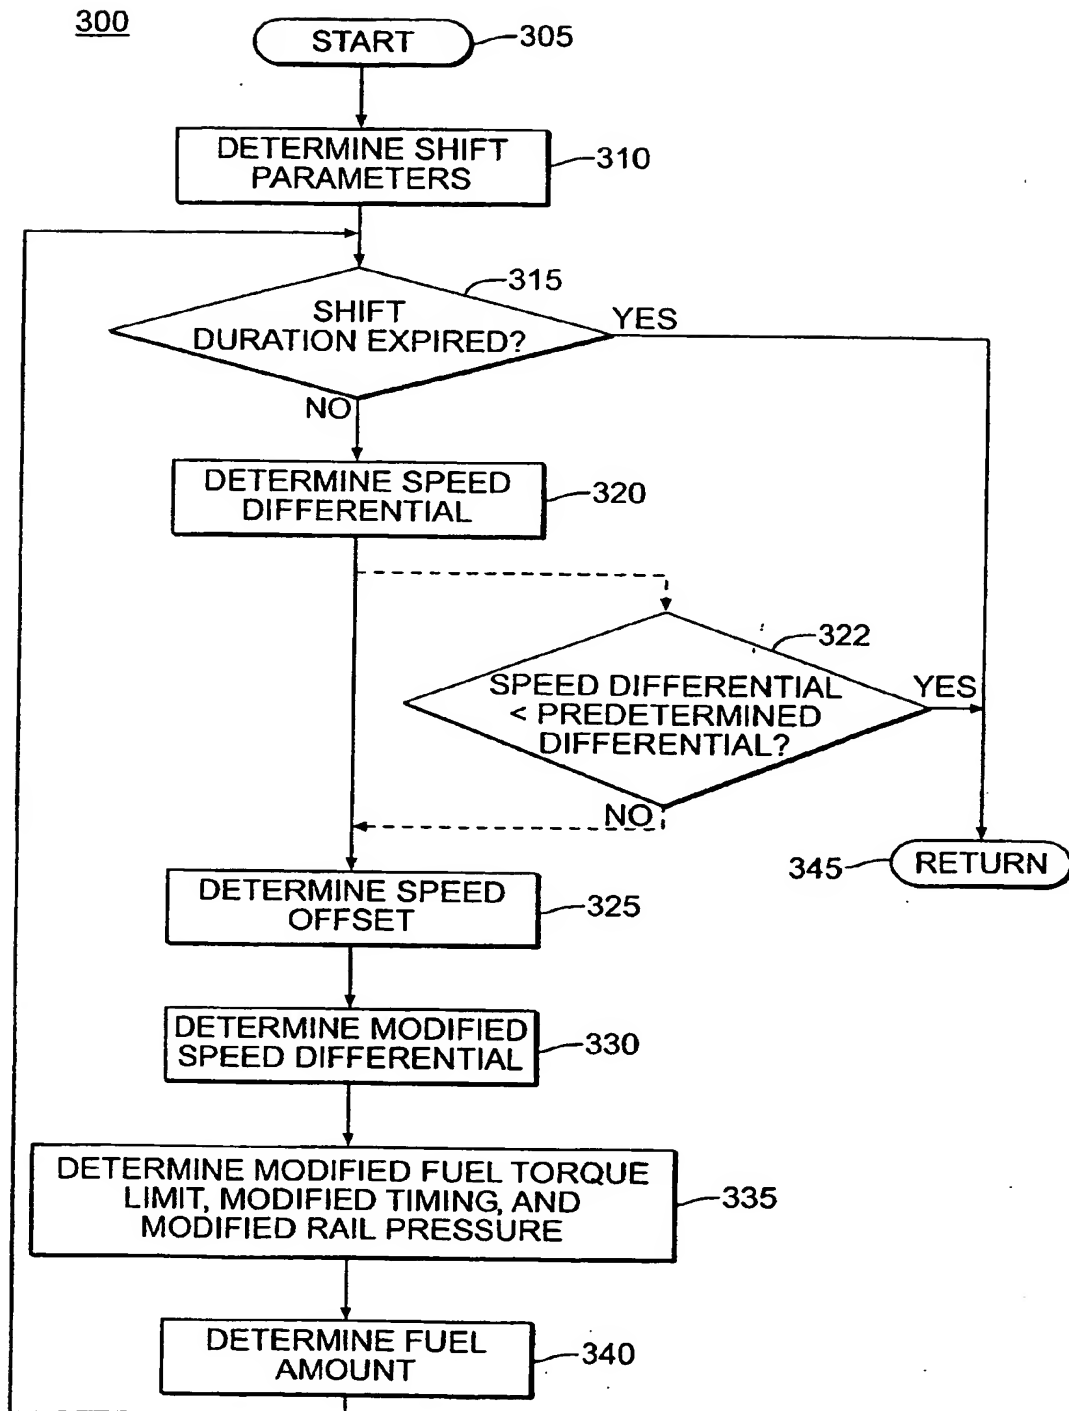 300
START
305
DETERMINE SHIFT
PARAMETERS
310
315
SHIFT
DURATION EXPIRED?
YES
NO
DETERMINE SPEED
DIFFERENTIAL
320
322
SPEED DIFFERENTIAL
< PREDETERMINED
DIFFERENTIAL?
YES
NO
345
RETURN
DETERMINE SPEED
OFFSET
325
DETERMINE MODIFIED
SPEED DIFFERENTIAL
330
DETERMINE MODIFIED FUEL TORQUE
LIMIT, MODIFIED TIMING, AND
MODIFIED RAIL PRESSURE
335
DETERMINE FUEL
AMOUNT
340